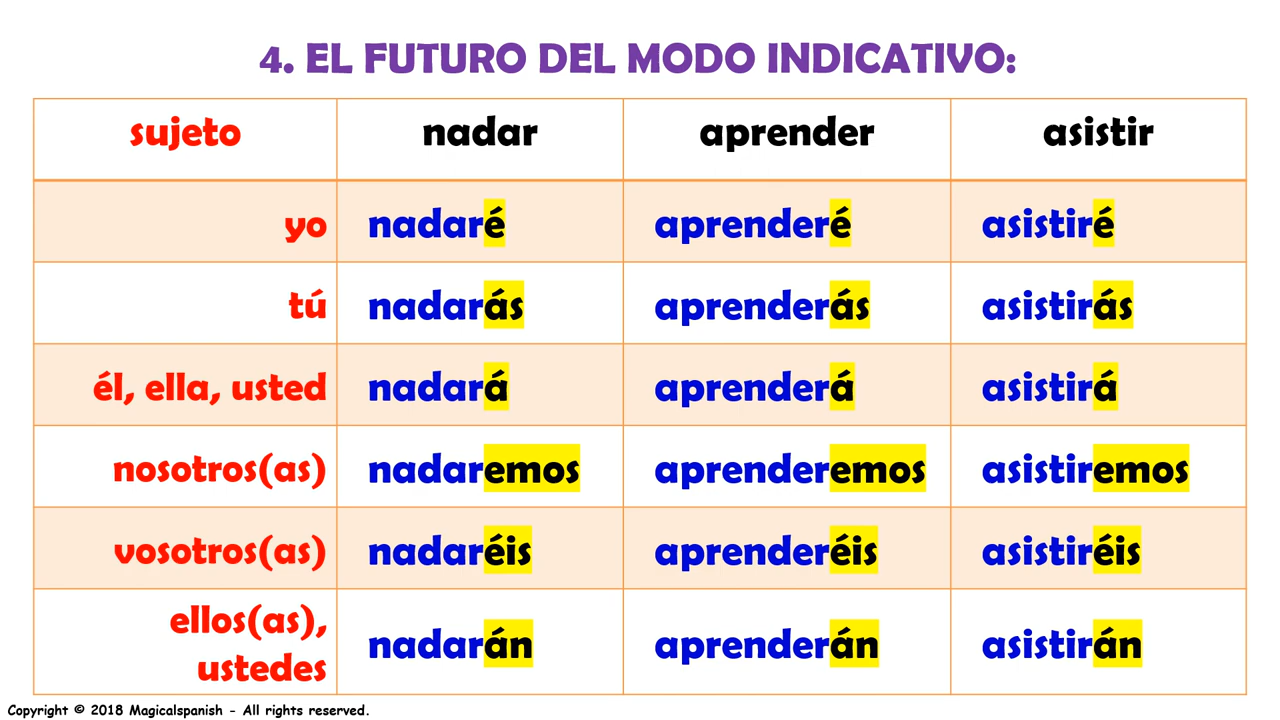 4. EL FUTURO DEL MODO INDICATIVO:
sujeto nadar aprender asistir
yo nadaré aprenderé asistiré
tú nadarás aprenderás asistirás
él, ella, usted nadará aprenderá asistirá
nosotros(as) nadaremos aprenderemos asistiremos
vosotros(as) nadaréis aprenderéis asistiréis
ellos(as),
ustedes nadarán aprenderán asistirán
Copyright © 2018 Magicalspanish - All rights reserved.